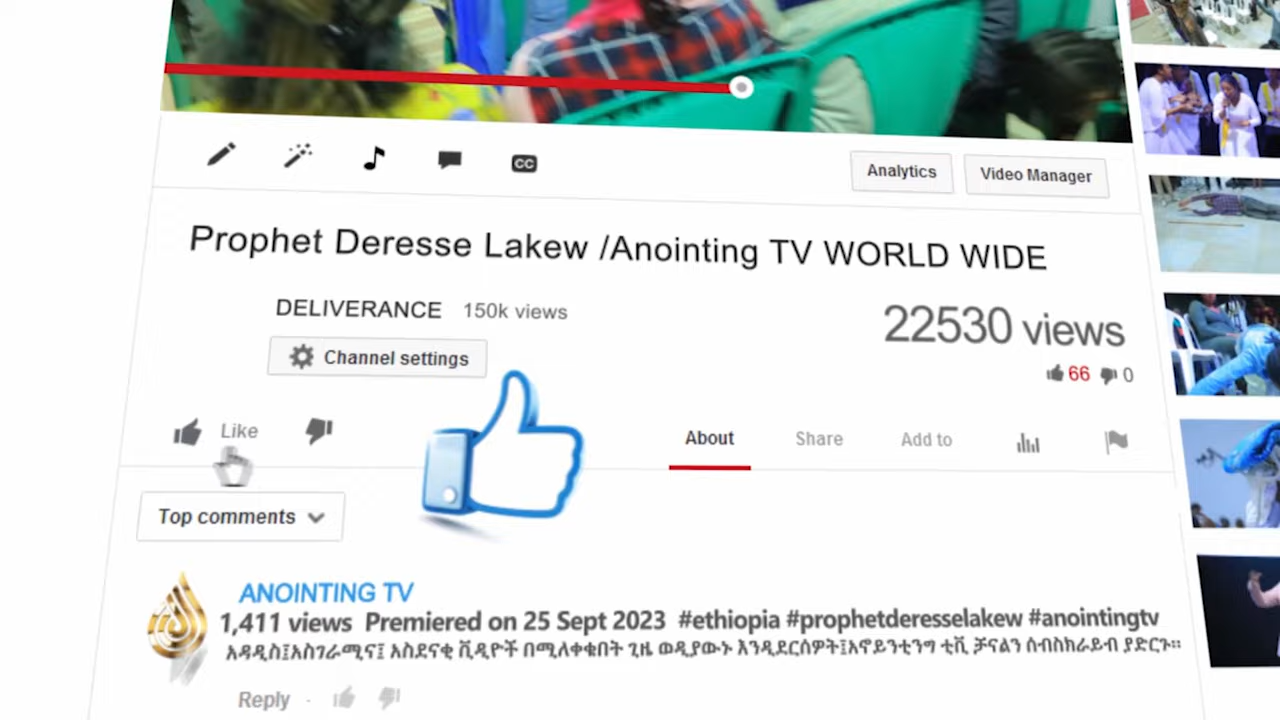 CC
Analytics
Video Manager
Prophet Deresse Lakew /Anointing TV WORLD WIDE
DELIVERANCE 150k views
22530 views
Channel settings
66 0
Like
About Share Add to
Top comments
ANOINTING TV
1,411 views Premiered on 25 Sept 2023 #ethiopia #prophetderesselakew #anointingtv
አዳዲስ፤አስገራሚና፤ አስደናቂ ቪዲዮች በሚለቀቁበት ጊዜ ወዲያውኑ እንዲደርሰዎት፤አኖይንቲንግ ቲቪ ቻናልን ሰብስክራይብ ያድርጉ።
Reply